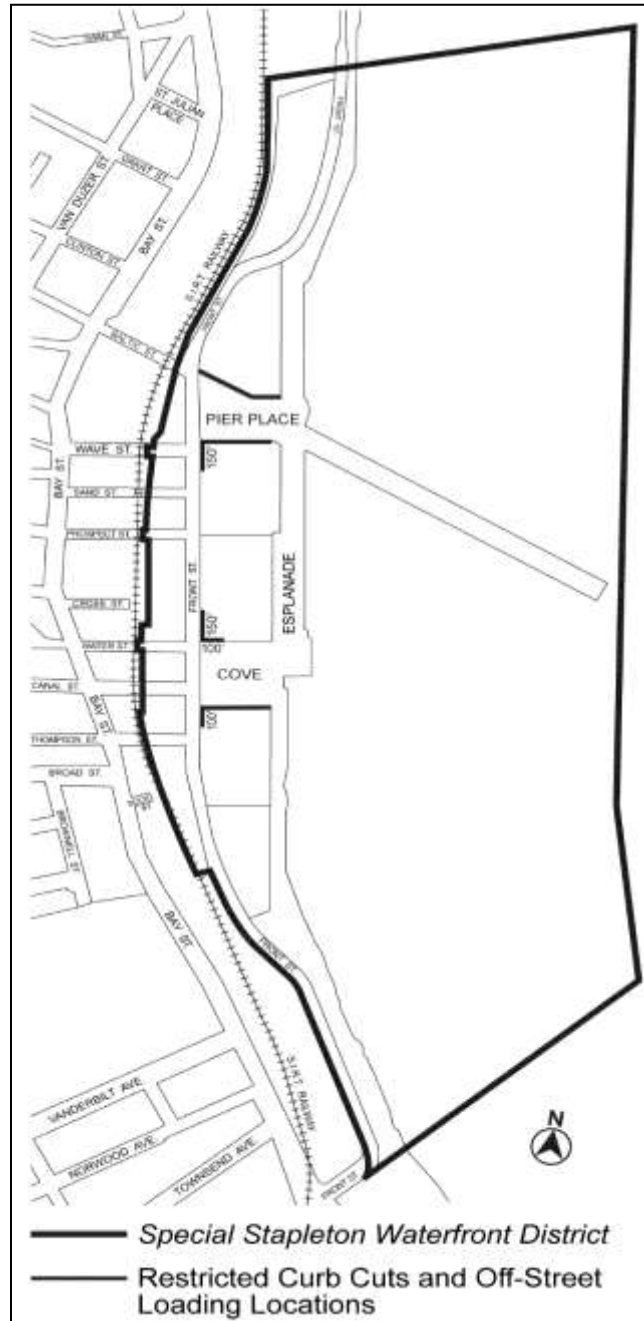 ST JULIAN
PLACE
GRANT ST.
VAN DUZER ST.
BAY ST.
CLINTON ST.
S.I.R.T. RAILWAY
FRONT ST.
BALTIC ST.
PIER PLACE
WAVE ST.
150'
BAY ST.
SAND ST.
PROSPECT ST.
FRONT ST.
ESPLANADE
CROSS ST.
150'
WATER ST.
100'
COVE
CANAL ST.
BAY ST.
100'
THOMPSON ST.
BROAD ST.
BROWNELL ST.
BAY ST.
FRONT ST.
S.I.R.T. RAILWAY
VANDERBILT AVE
NORWOOD AVE.
TOWNSEND AVE.
FRONT ST.
N
Special Stapleton Waterfront District
Restricted Curb Cuts and Off-Street
Loading Locations